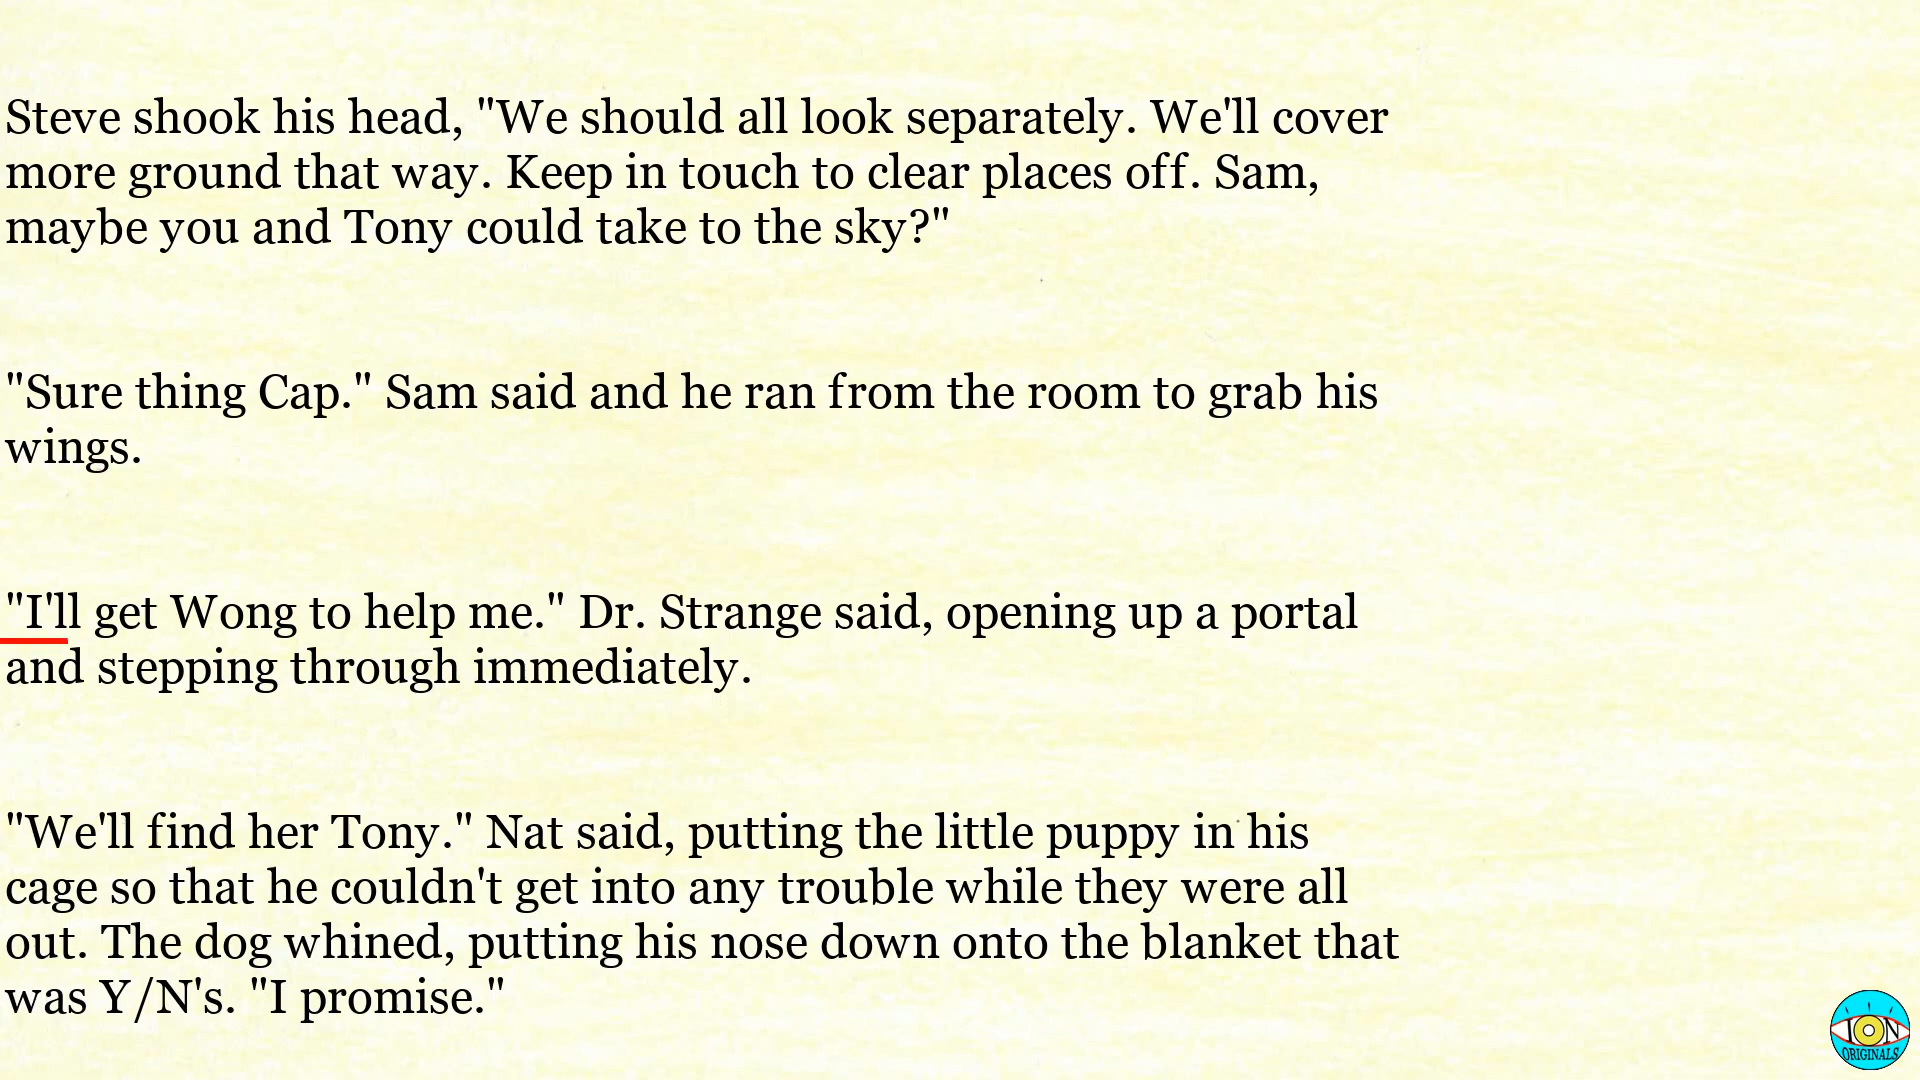 Steve shook his head, "We should all look separately. We'll cover
more ground that way. Keep in touch to clear places off. Sam,
maybe you and Tony could take to the sky?"
"Sure thing Cap." Sam said and he ran from the room to grab his
wings.
"I'll get Wong to help me." Dr. Strange said, opening up a portal
and stepping through immediately.
"We'll find her Tony." Nat said, putting the little puppy in his
cage so that he couldn't get into any trouble while they were all
out. The dog whined, putting his nose down onto the blanket that
was Y/N's. "I promise."
ION
ORIGINALS